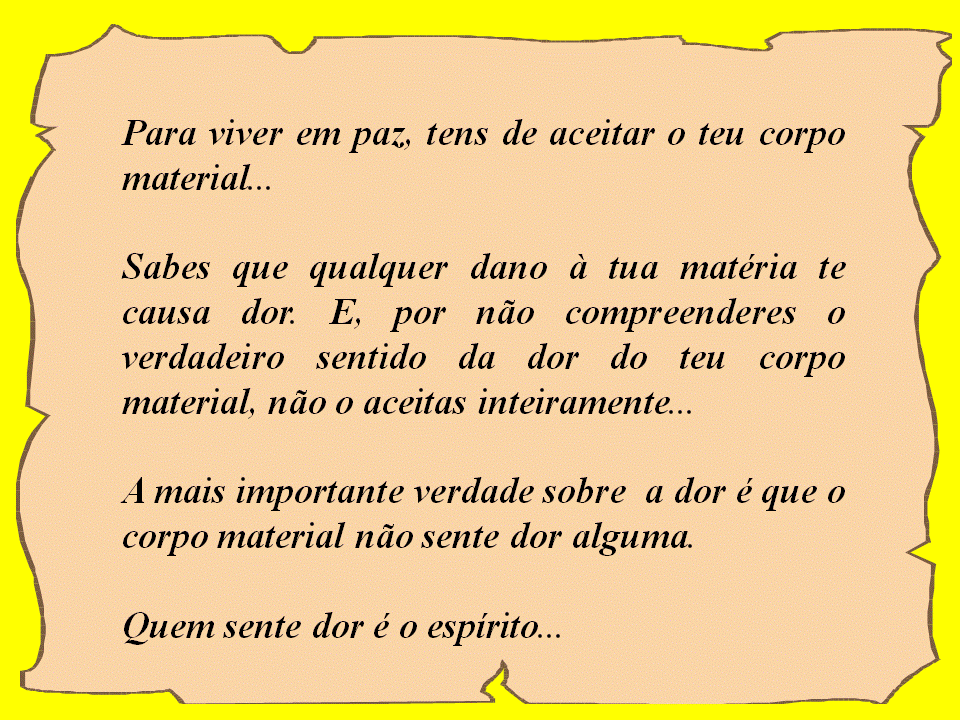 Para viver em paz, tens de aceitar o teu corpo
material...
Sabes que qualquer dano à tua matéria te
causa dor. E, por não compreenderes o
verdadeiro sentido da dor do teu corpo
material, não o aceitas inteiramente...
A mais importante verdade sobre  a dor é que o
corpo material não sente dor alguma.
Quem sente dor é o espírito...